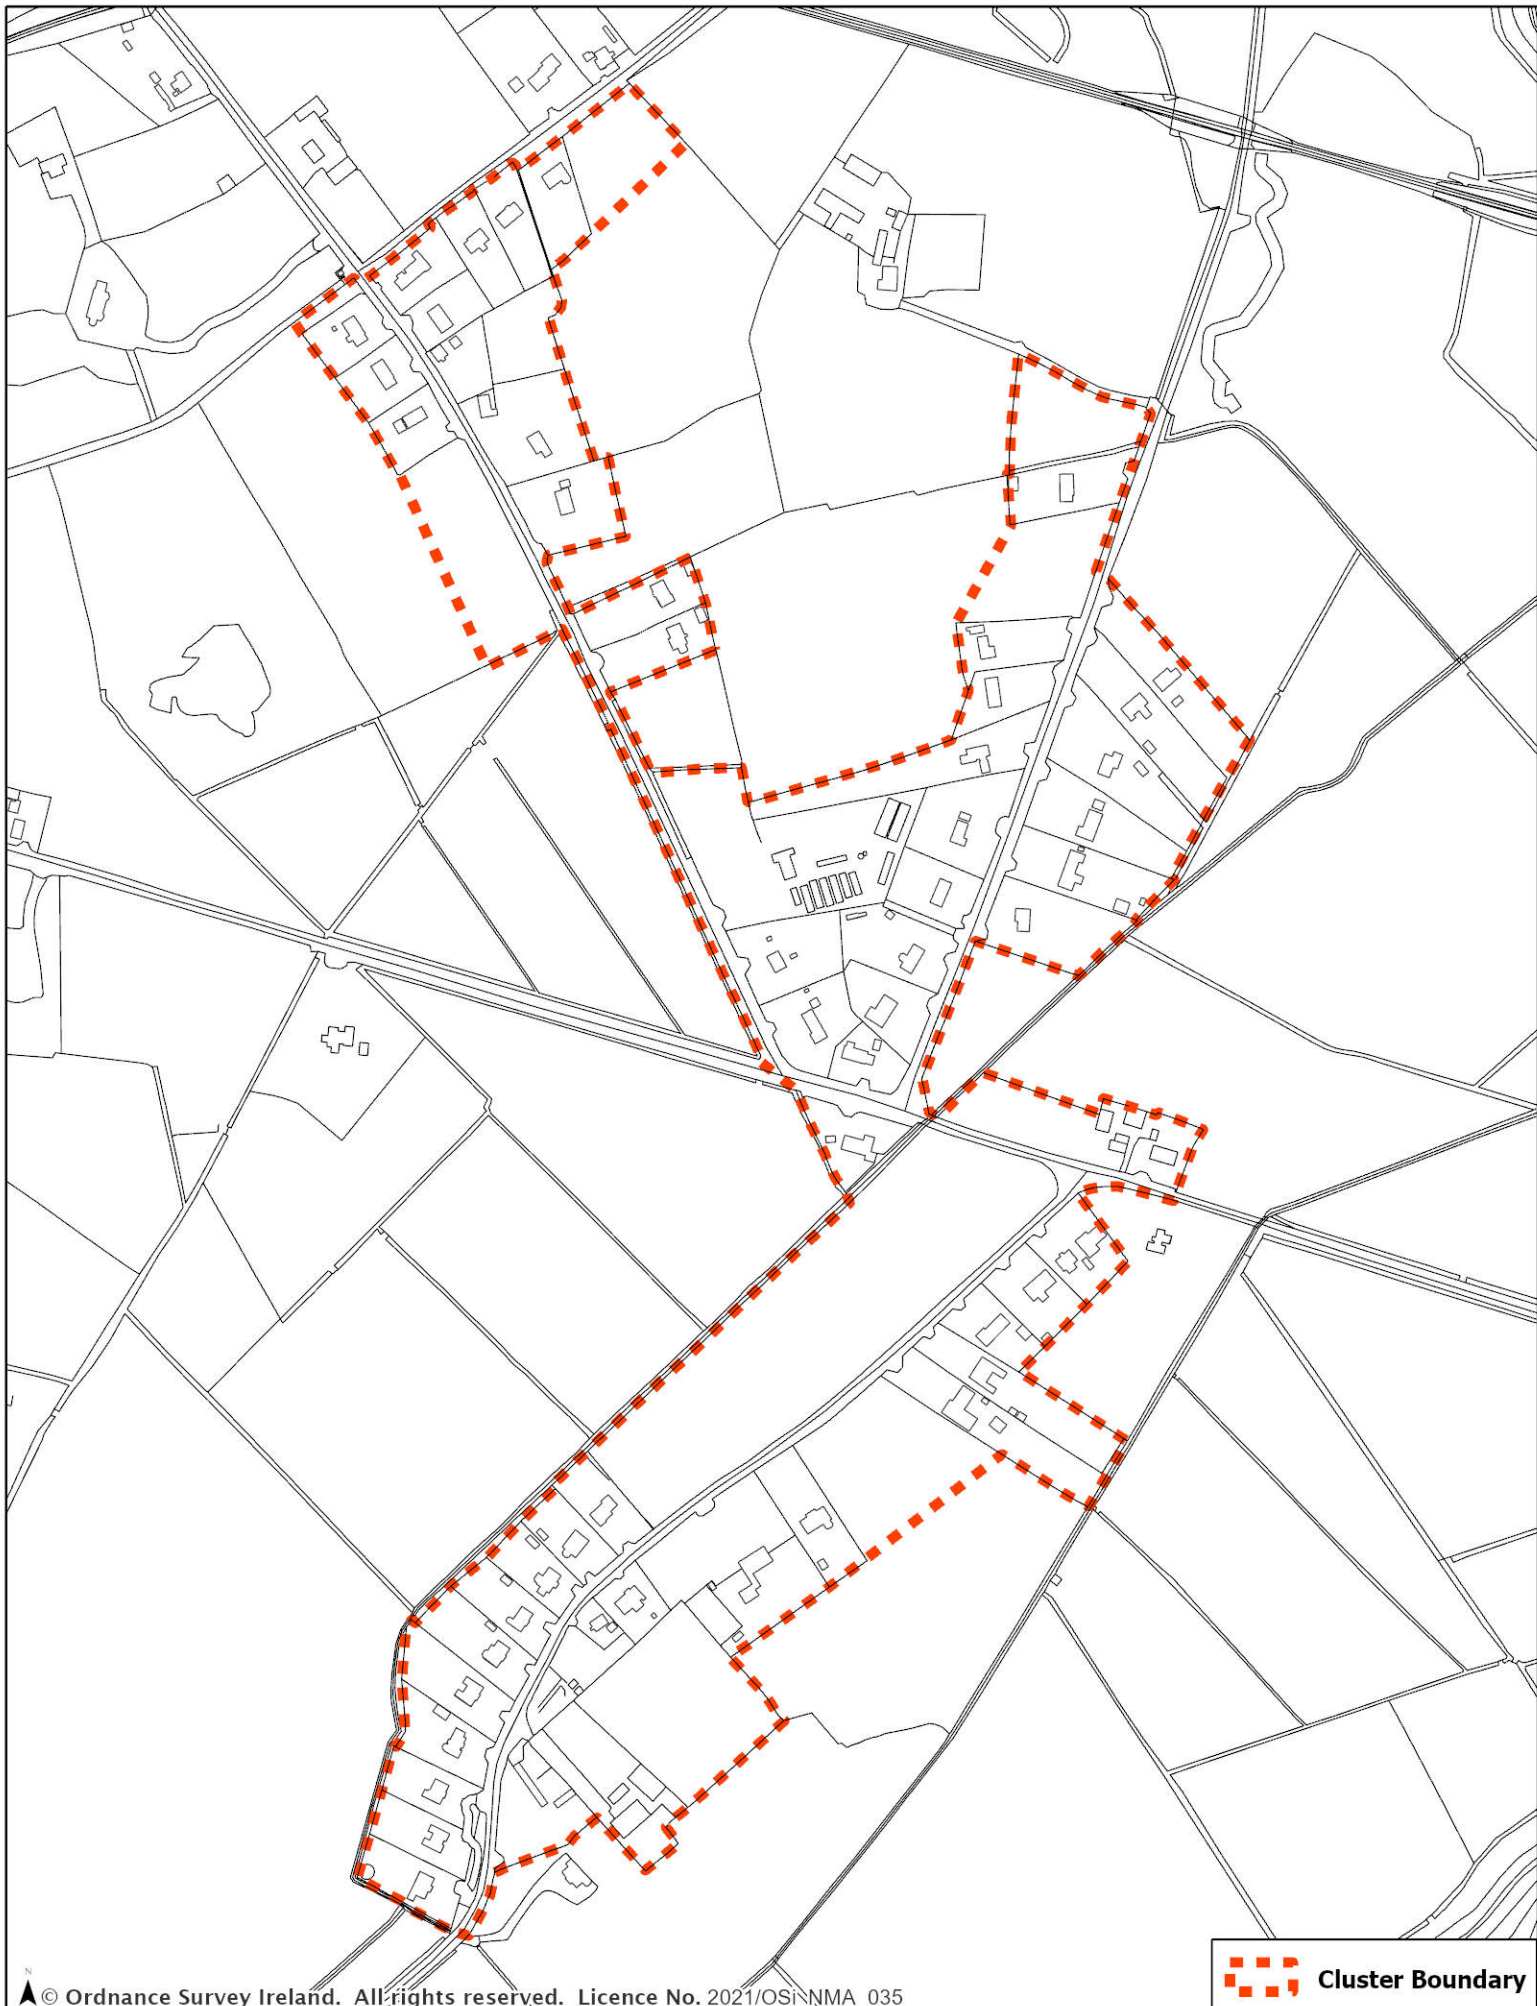 N
© Ordnance Survey Ireland. All rights reserved. Licence No. 2021/OSi_NMA_035
Cluster Boundary